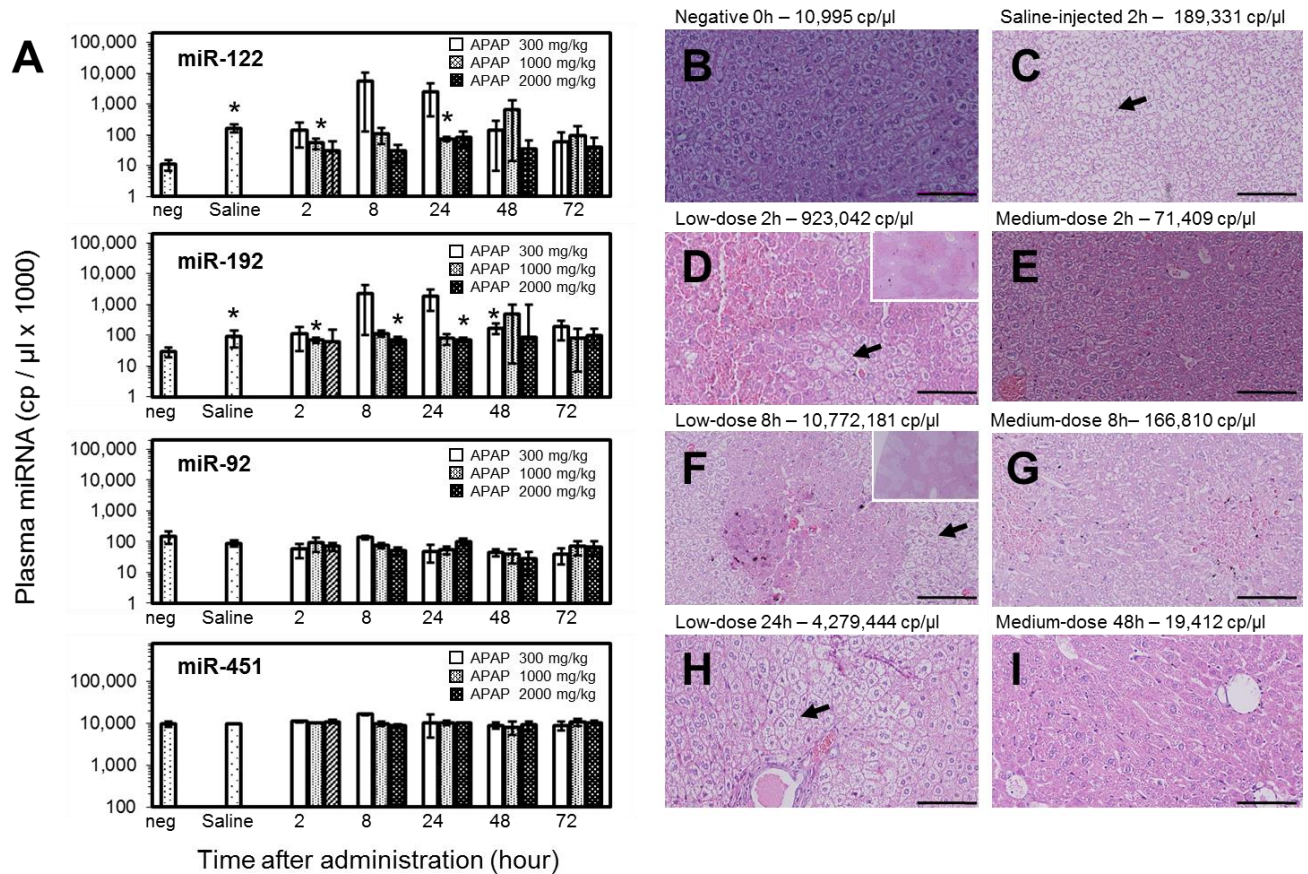 A
Plasma miRNA (cp / µl x 1000)
miR-122
APAP 300 mg/kg
APAP 1000 mg/kg
APAP 2000 mg/kg
100,000
10,000
1,000
100
10
1
* * *
neg Saline 2 8 24 48 72
miR-192
APAP 300 mg/kg
APAP 1000 mg/kg
APAP 2000 mg/kg
100,000
10,000
1,000
100
10
1
* * * * *
neg Saline 2 8 24 48 72
miR-92
APAP 300 mg/kg
APAP 1000 mg/kg
APAP 2000 mg/kg
100,000
10,000
1,000
100
10
1
neg Saline 2 8 24 48 72
miR-451
APAP 300 mg/kg
APAP 1000 mg/kg
APAP 2000 mg/kg
100,000
10,000
1,000
100
neg Saline 2 8 24 48 72
Time after administration (hour)
Negative 0h – 10,995 cp/µl
B
Saline-injected 2h – 189,331 cp/µl
C
Low-dose 2h – 923,042 cp/µl
D
Medium-dose 2h – 71,409 cp/µl
E
Low-dose 8h – 10,772,181 cp/µl
F
Medium-dose 8h– 166,810 cp/µl
G
Low-dose 24h – 4,279,444 cp/µl
H
Medium-dose 48h – 19,412 cp/µl
I